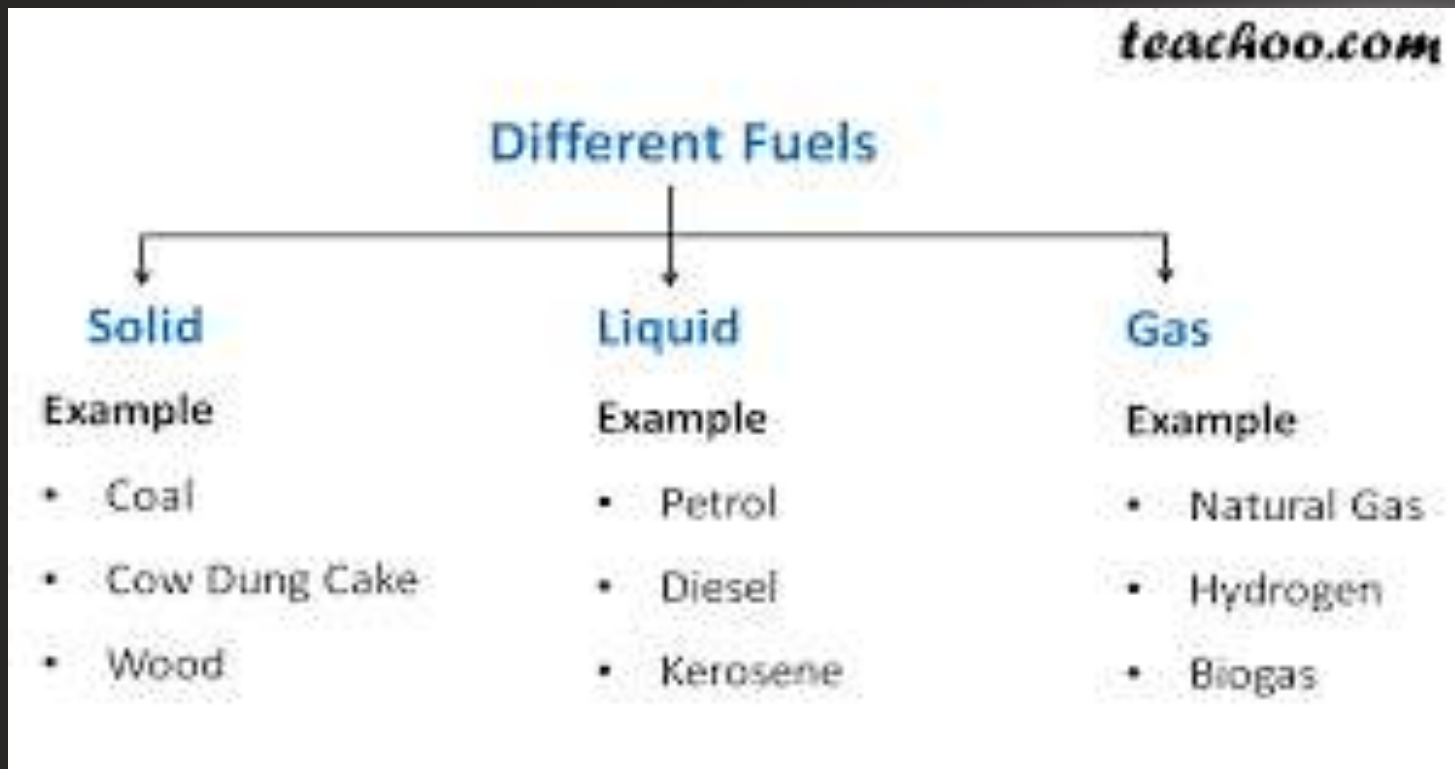 teachoo.com
Different Fuels
Solid
Example
• Coal
• Cow Dung Cake
• Wood
Liquid
Example
• Petrol
• Diesel
• Kerosene
Gas
Example
• Natural Gas
• Hydrogen
• Biogas